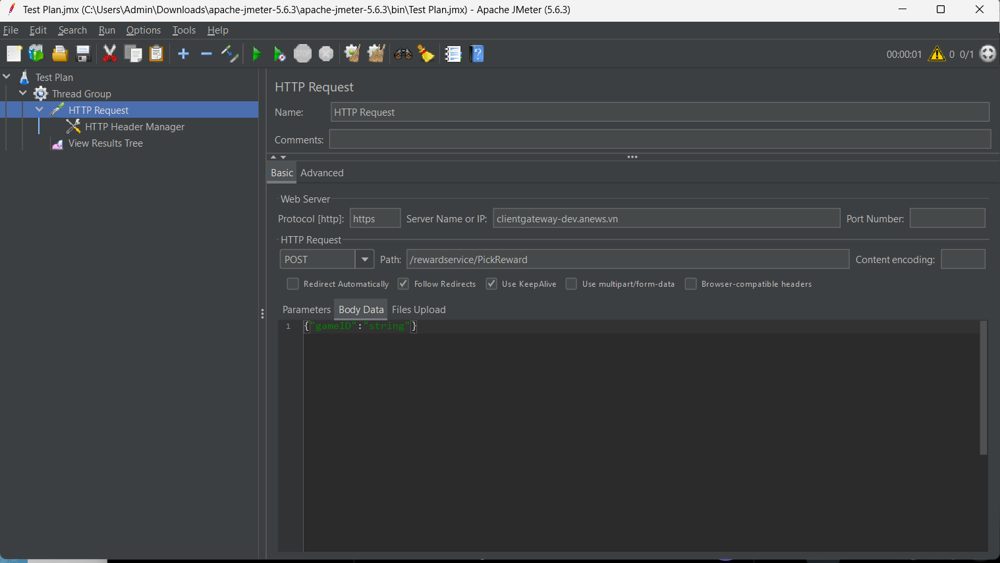 Test Plan.jmx (C:\Users\Admin\Downloads\apache-jmeter-5.6.3\apache-jmeter-5.6.3\bin\Test Plan.jmx) - Apache JMeter (5.6.3)
File Edit Search Run Options Tools Help
STOP 00:00:01 0 0/1
Test Plan
Thread Group
HTTP Request
HTTP Header Manager
View Results Tree
HTTP Request
Name: HTTP Request
Comments:
Basic Advanced
Web Server
Protocol [http]: https Server Name or IP: clientgateway-dev.anews.vn Port Number:
HTTP Request
POST Path: /rewardservice/PickReward Content encoding:
Redirect Automatically Follow Redirects Use KeepAlive Use multipart/form-data Browser-compatible headers
Parameters Body Data Files Upload
1 {"gameID":"string"}